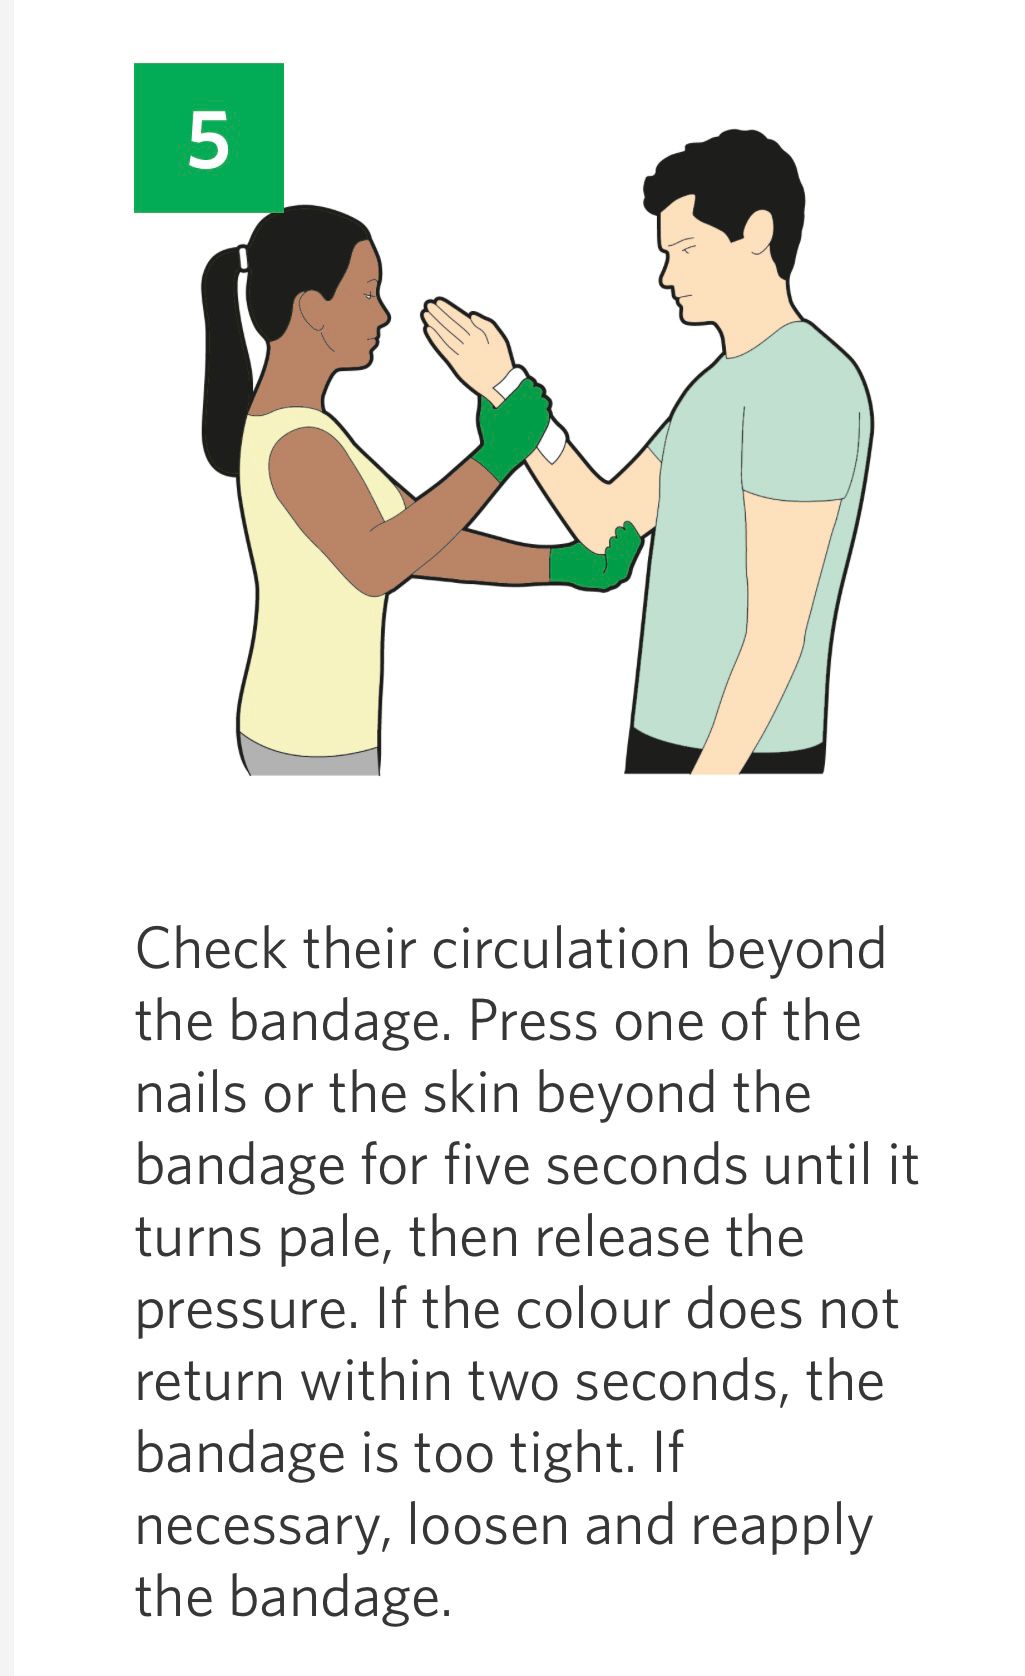 5
Check their circulation beyond
the bandage. Press one of the
nails or the skin beyond the
bandage for five seconds until it
turns pale, then release the
pressure. If the colour does not
return within two seconds, the
bandage is too tight. If
necessary, loosen and reapply
the bandage.